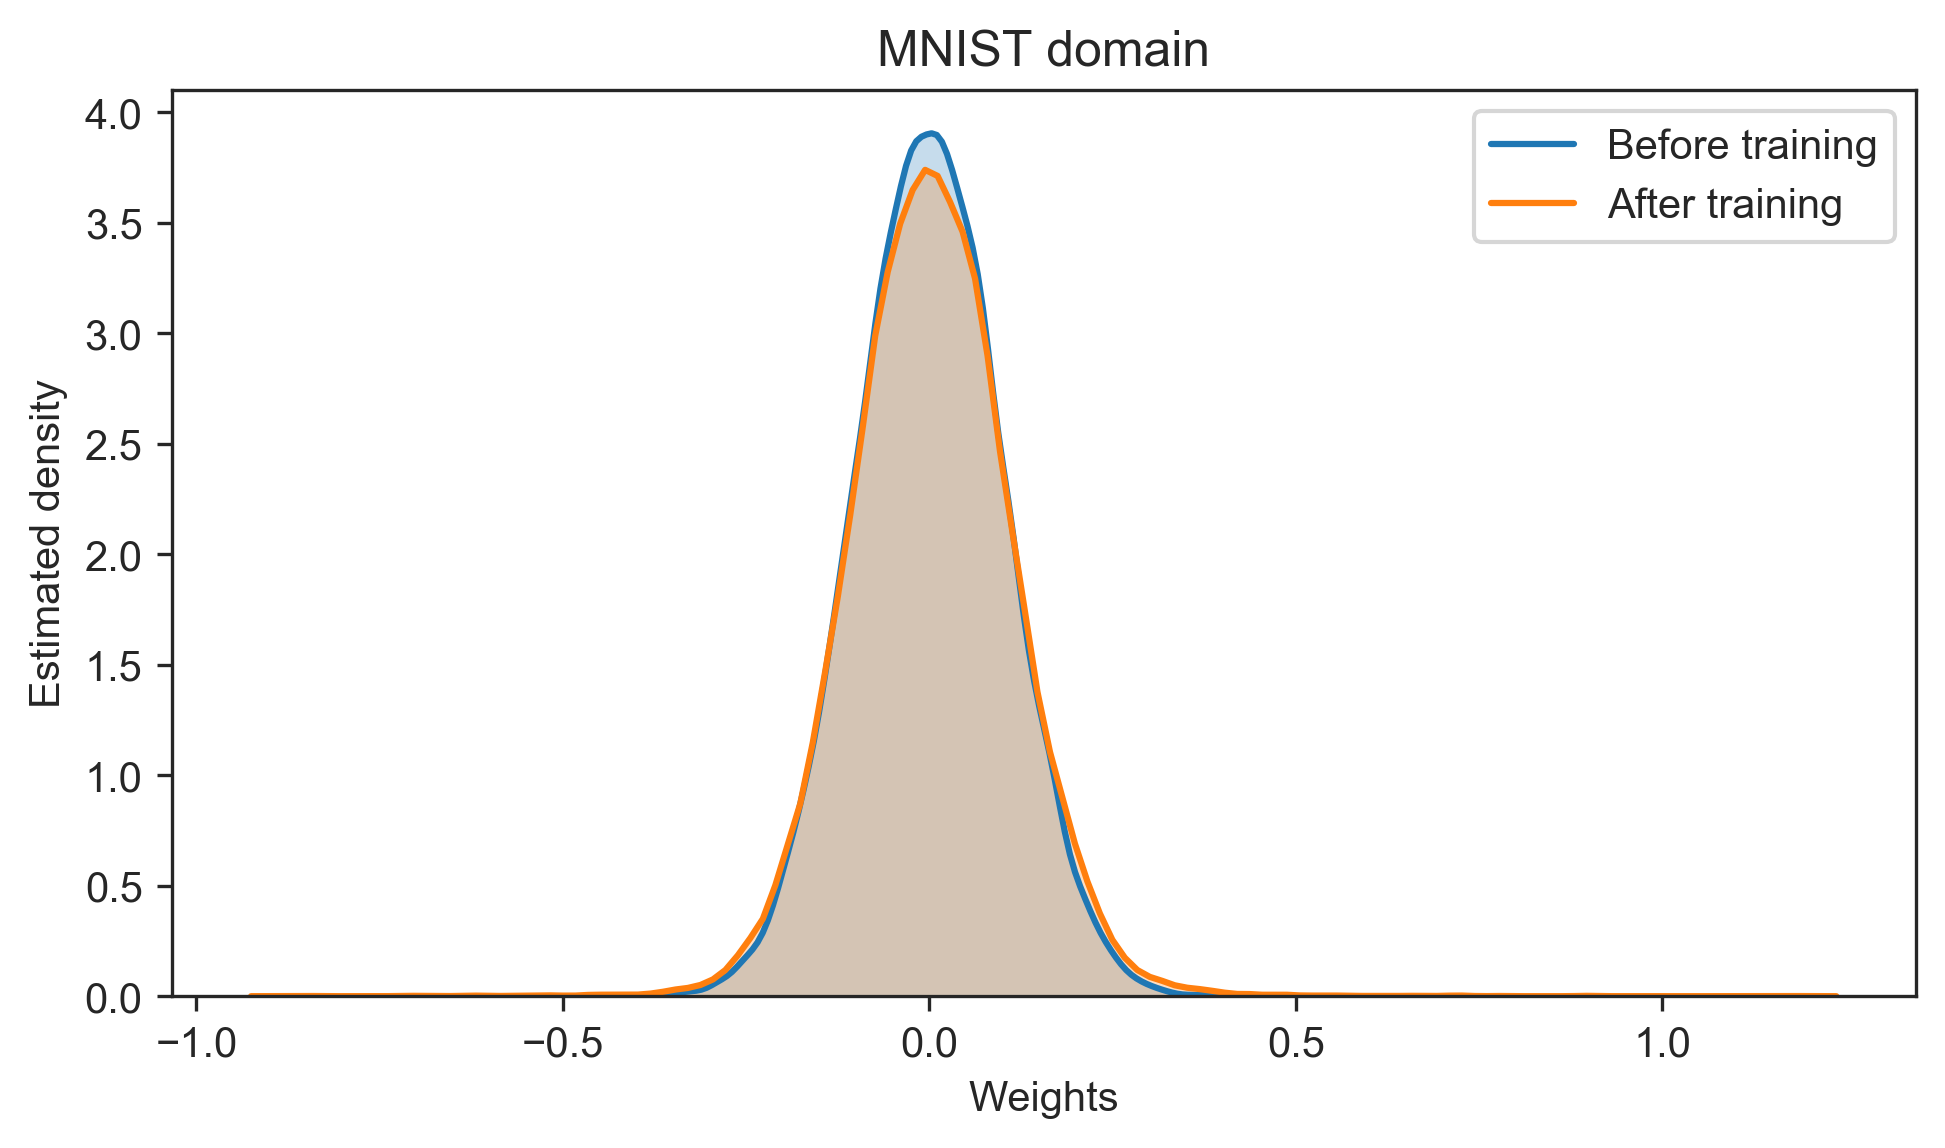 MNIST domain
4.0
3.5
3.0
2.5
2.0
1.5
1.0
0.5
0.0
Estimated density
Before training
After training
−1.0
−0.5
0.0
0.5
1.0
Weights